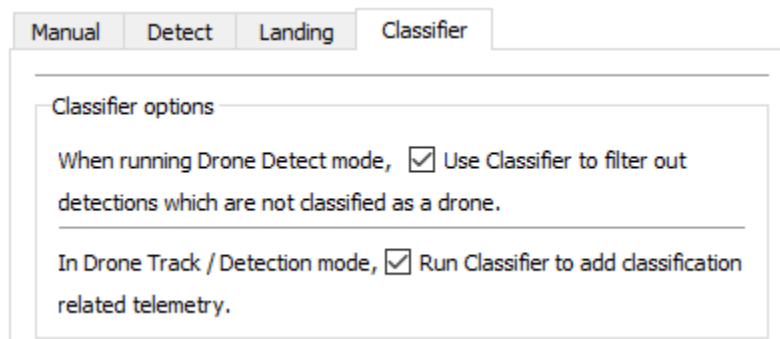 Manual Detect Landing Classifier
Classifier options
When running Drone Detect mode, Use Classifier to filter out
detections which are not classified as a drone.
In Drone Track / Detection mode, Run Classifier to add classification
related telemetry.